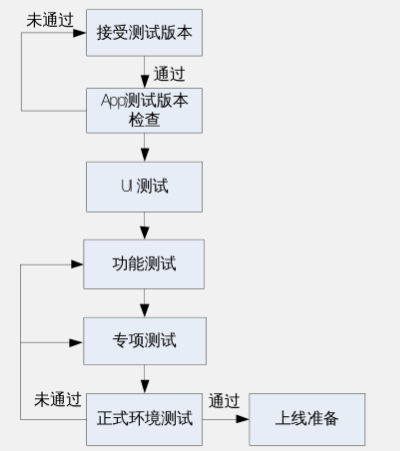 未通过
接受测试版本
通过
App测试版本
检查
UI 测试
功能测试
专项测试
未通过
正式环境测试
通过
上线准备